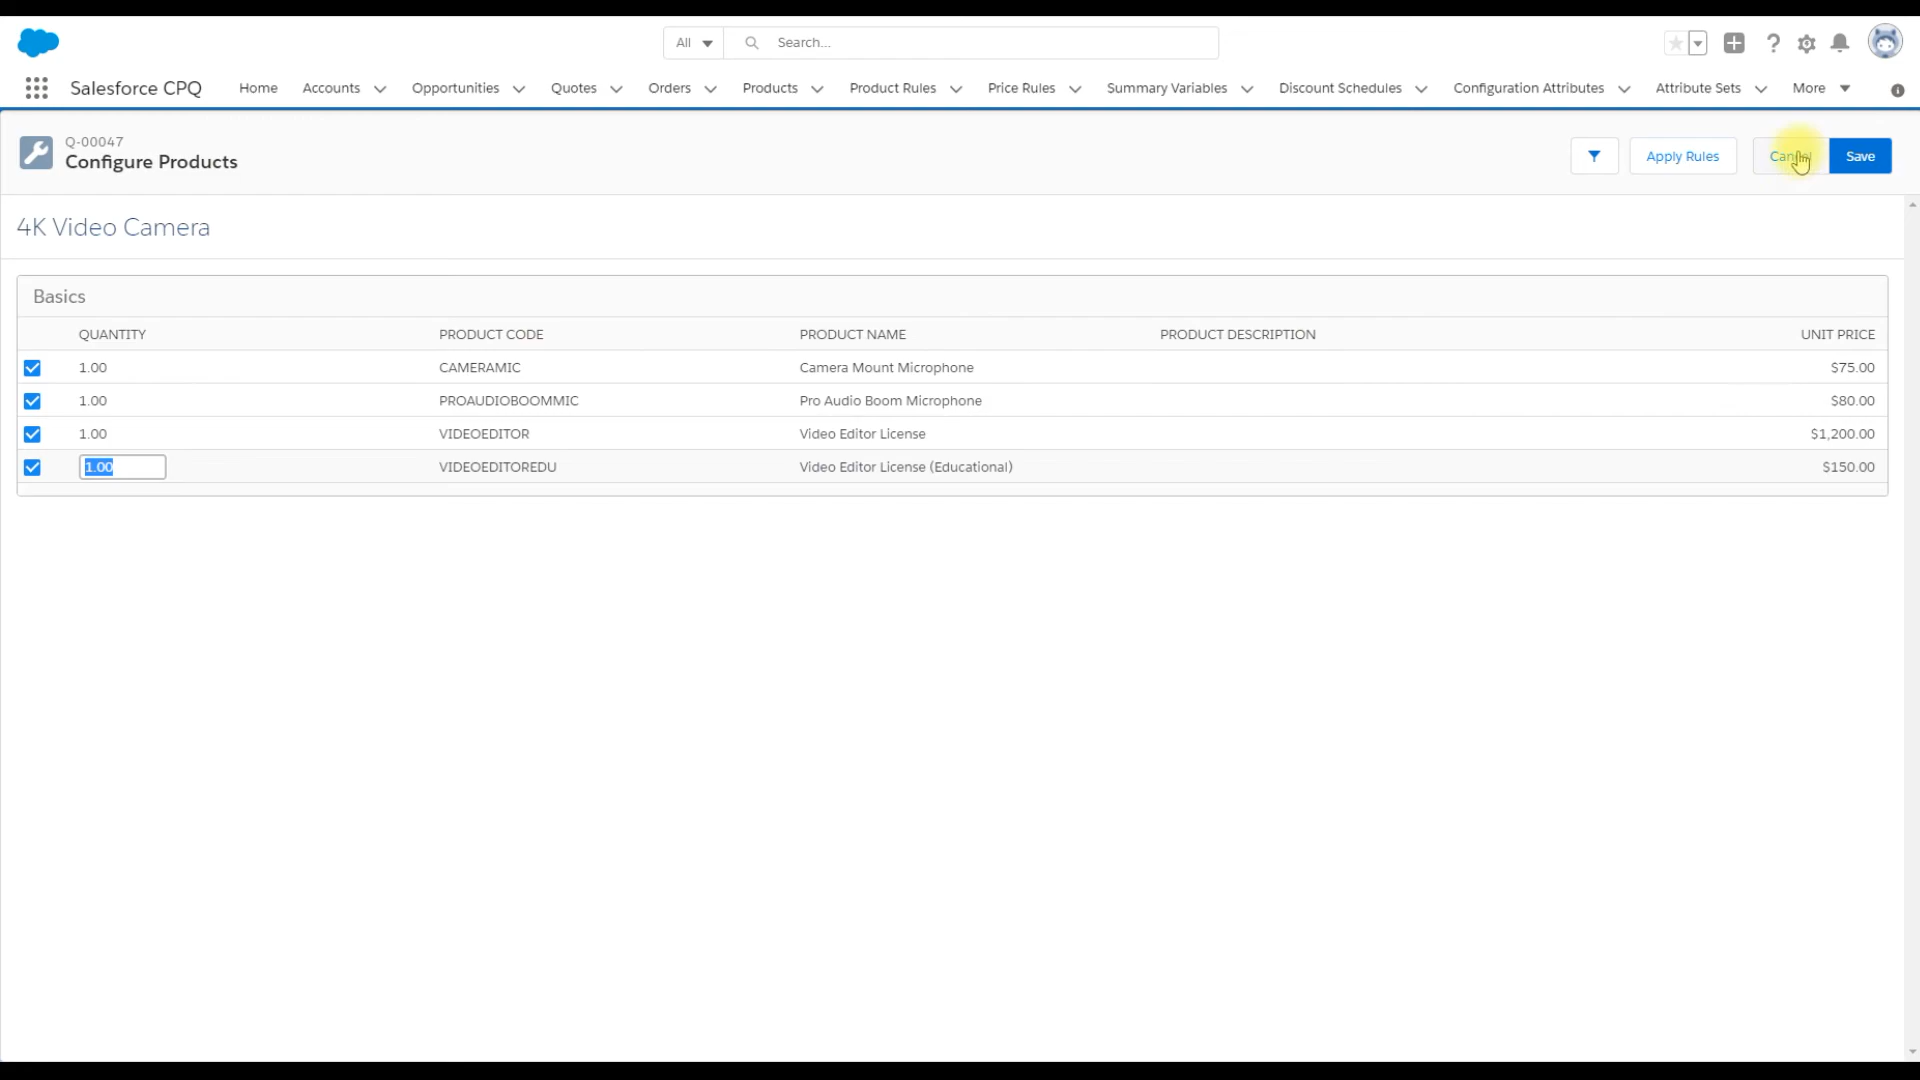 All Search...
Salesforce CPQ Home Accounts Opportunities Quotes Orders Products Product Rules Price Rules Summary Variables Discount Schedules Configuration Attributes Attribute Sets More
Q-00047
Configure Products
Apply Rules Cancel Save
4K Video Camera
Basics
QUANTITY PRODUCT CODE PRODUCT NAME PRODUCT DESCRIPTION UNIT PRICE
1.00 CAMERAMIC Camera Mount Microphone $75.00
1.00 PROAUDIOBOOMMIC Pro Audio Boom Microphone $80.00
1.00 VIDEOEDITOR Video Editor License $1,200.00
1.00 VIDEOEDITOREDU Video Editor License (Educational) $150.00